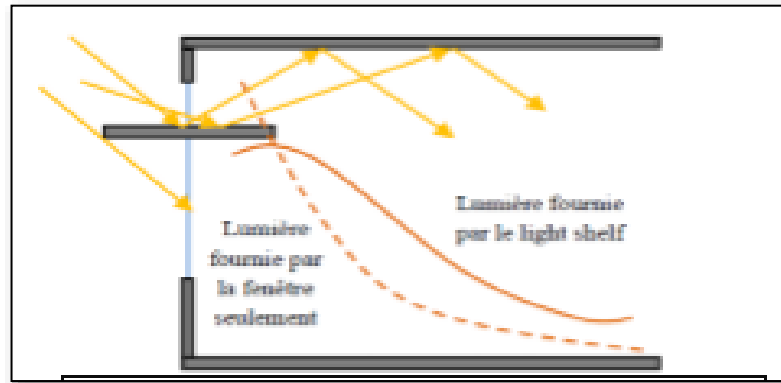 Lumière
fournie par
la fenêtre
seulement
Lumière fournie
par le light shelf